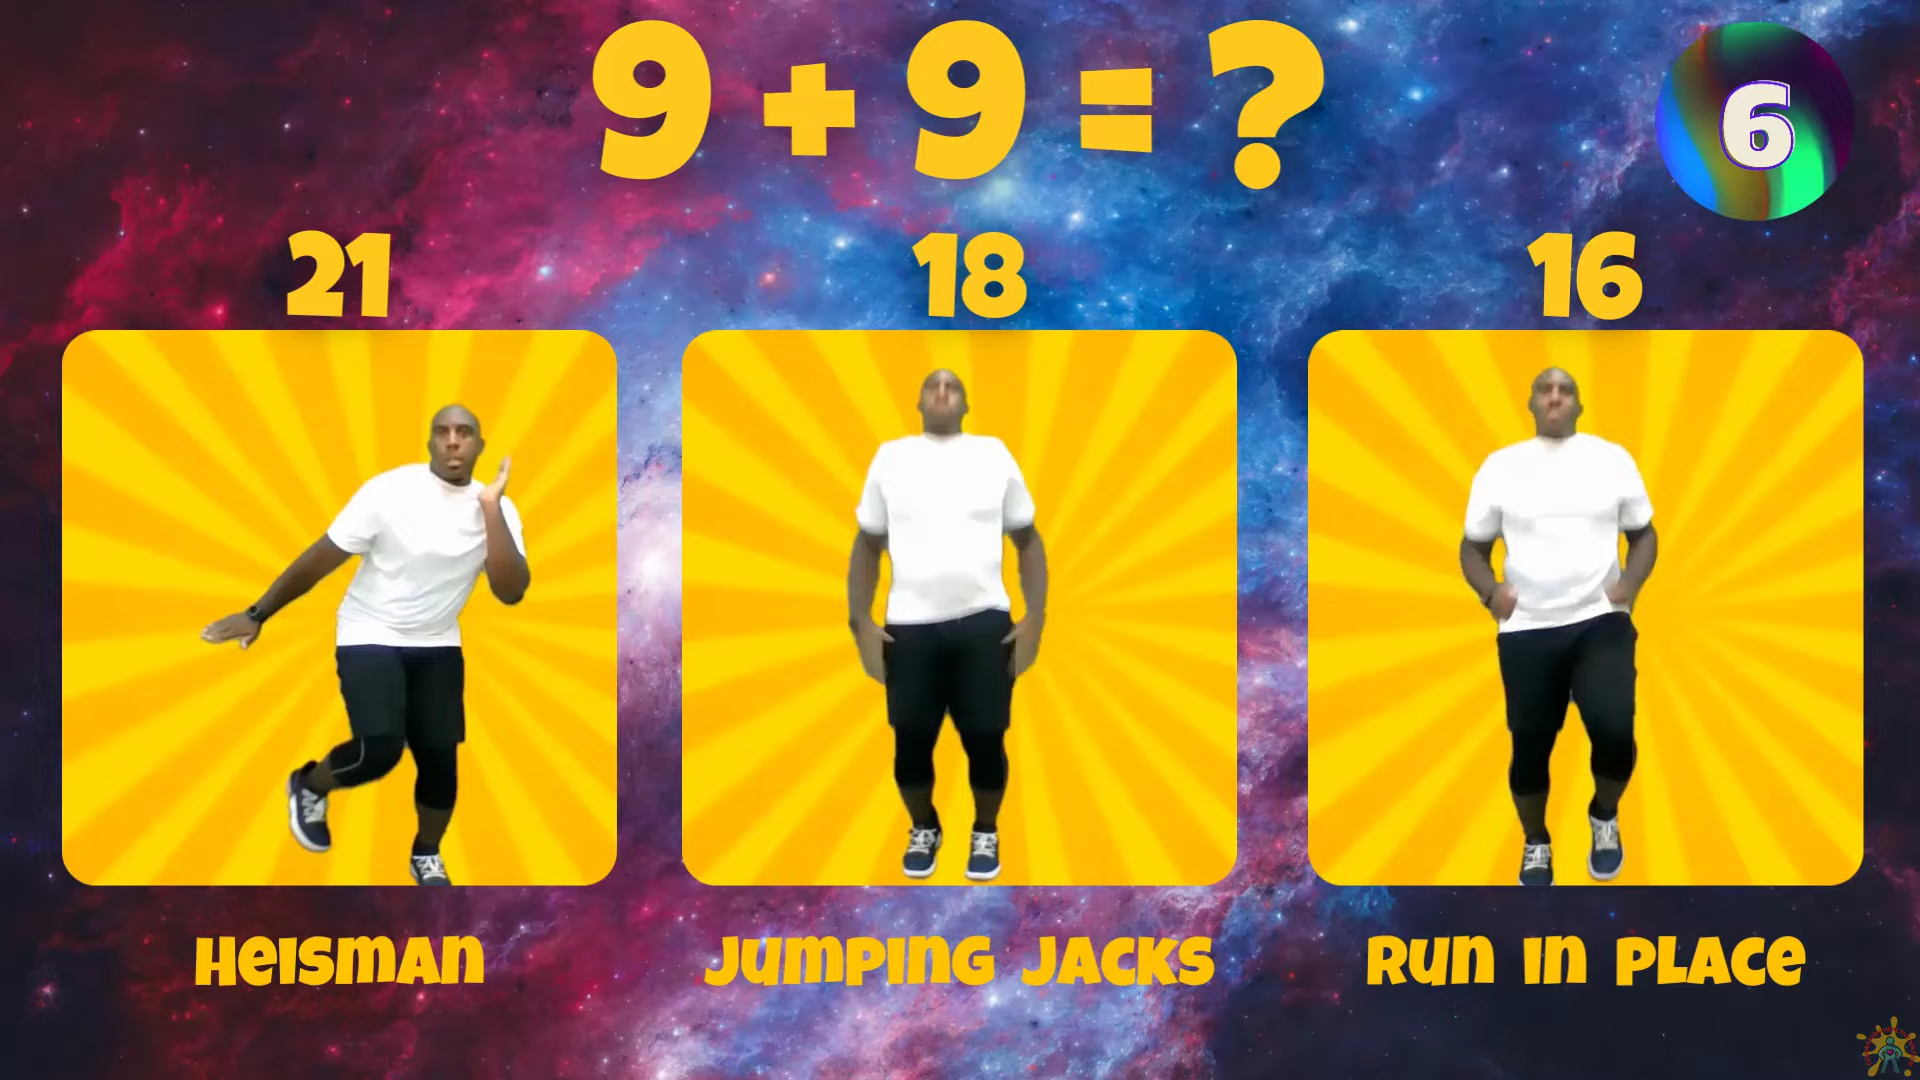 9 + 9 = ?
6
21
18
16
HEISMAN
JUMPING JACKS
RUN IN PLACE